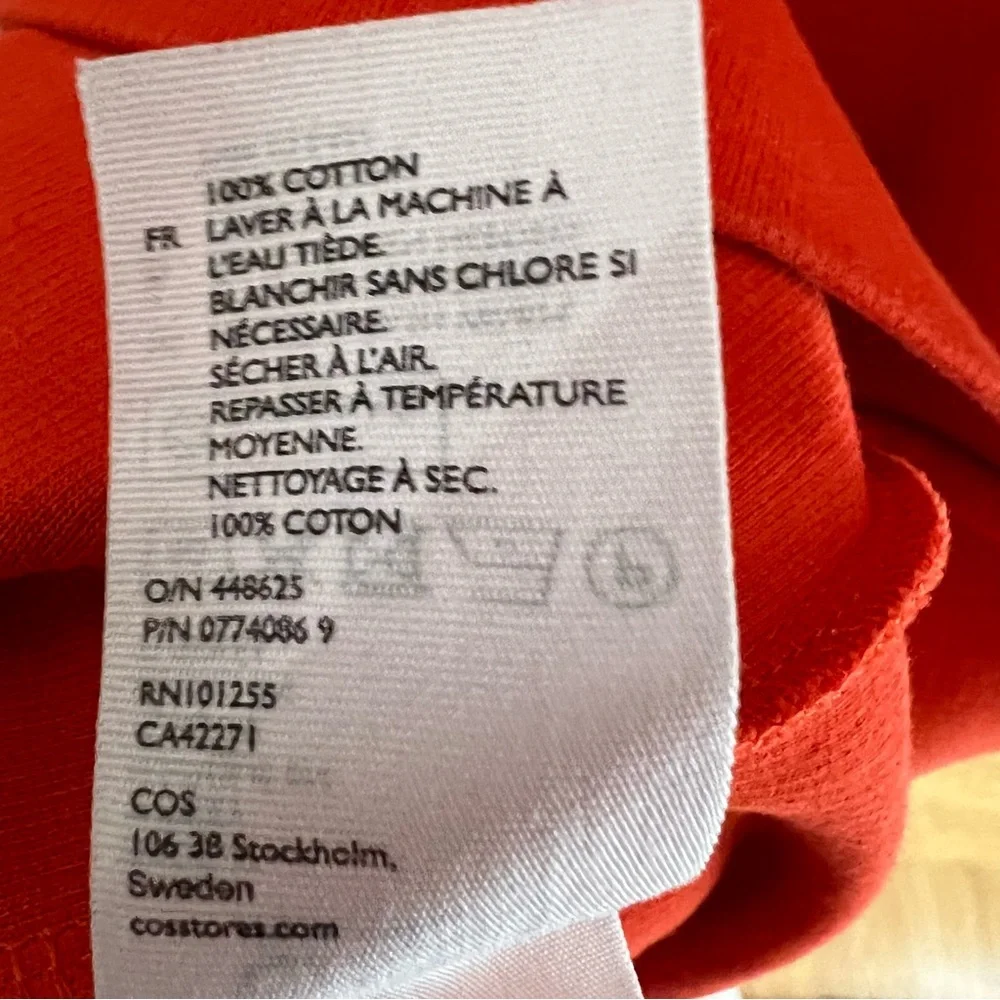 100% COTTON
FR LAVER À LA MACHINE À
L'EAU TIÈDE.
BLANCHIR SANS CHLORE SI
NÉCESSAIRE.
SÉCHER À L'AIR.
REPASSER À TEMPÉRATURE
MOYENNE.
NETTOYAGE À SEC.
100% COTON
O/N 448625
P/N 0774086 9
RN101255
CA42271
COS
106 38 Stockholm,
Sweden
cosstores.com